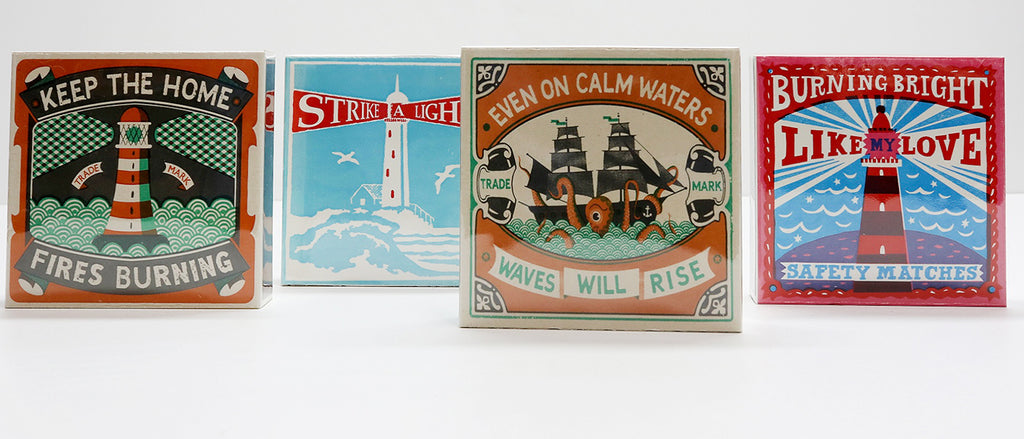 KEEP THE HOME
TRADE MARK
FIRES BURNING
STRIKE A LIGH
EVEN ON CALM WATERS
TRADE MARK
WAVES WILL RISE
BURNING BRIGHT
LIKE MY LOVE
SAFETY MATCHES